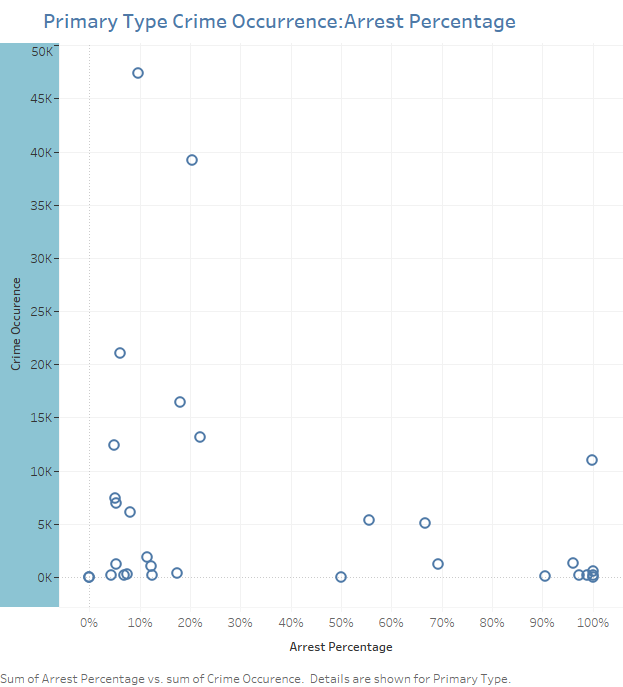 Primary Type Crime Occurrence:Arrest Percentage
50K
45K
40K
35K
30K
25K
20K
15K
10K
5K
0K
Crime Occurence
0%
10%
20%
30%
40%
50%
60%
70%
80%
90%
100%
Arrest Percentage
Sum of Arrest Percentage vs. sum of Crime Occurence. Details are shown for Primary Type.